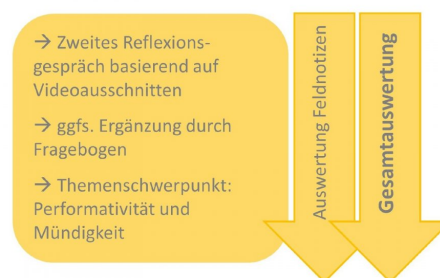 → Zweites Reflexions-
gespräch basierend auf
Videoausschnitten
→ ggfs. Ergänzung durch
Fragebogen
→ Themenschwerpunkt:
Performativität und
Mündigkeit
Auswertung Feldnotizen
Gesamtauswertung